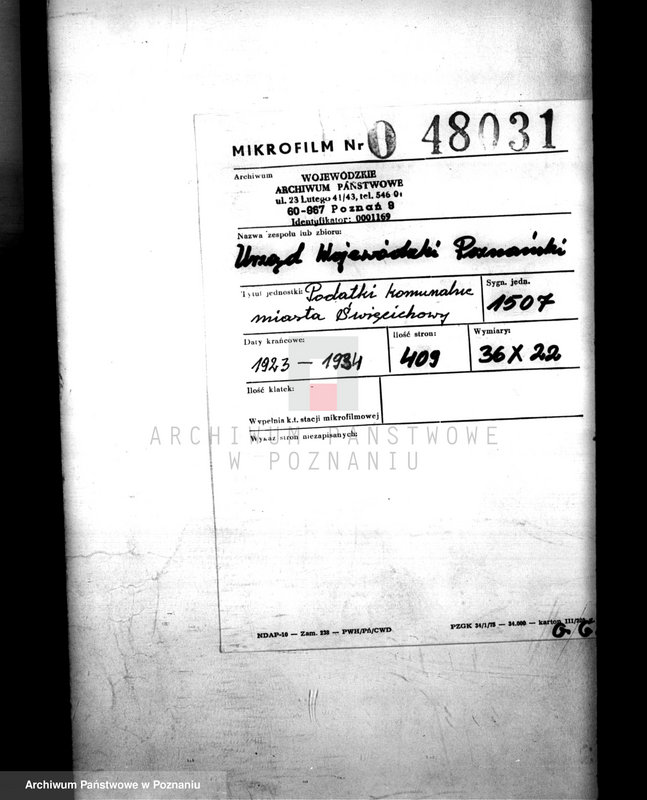 MIKROFILM Nr 0 48031
Archiwum
WOJEWÓDZKIE
ARCHIWUM PAŃSTWOWE
ul. 23 Lutego 41/43, tel. 546 01
60-967 Poznań 9
Identyfikator: 0001169
Nazwa zespołu lub zbioru:
Urząd Wojewódzki Poznański
Tytuł jednostki: Podatki komunalne
miasta Święcichowy
Sygn. jedn.
1507
Daty krańcowe:
1923 — 1934
Ilość stron:
409
Wymiary:
36 X 22
Ilość klatek:
Wypełnia k.t. stacji mikrofilmowej
Wykaz stron niezapisanych:
ARCHIWUM PAŃSTWOWE
W POZNANIU
NDAP-50 — Zam. 238 — PWH/Pń/CWD
PZGK 34/1/75 — 34.000 — karton
G. G.
Archiwum Państwowe w Poznaniu